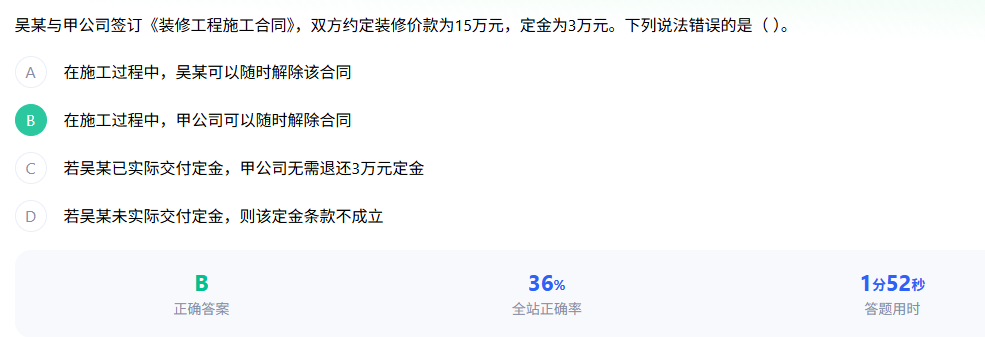 吴某与甲公司签订《装修工程施工合同》，双方约定装修价款为15万元，定金为3万元。下列说法错误的是（ ）。
A 在施工过程中，吴某可以随时解除该合同
B 在施工过程中，甲公司可以随时解除合同
C 若吴某已实际交付定金，甲公司无需退还3万元定金
D 若吴某未实际交付定金，则该定金条款不成立
B 36% 1分52秒
正确答案 全站正确率 答题用时